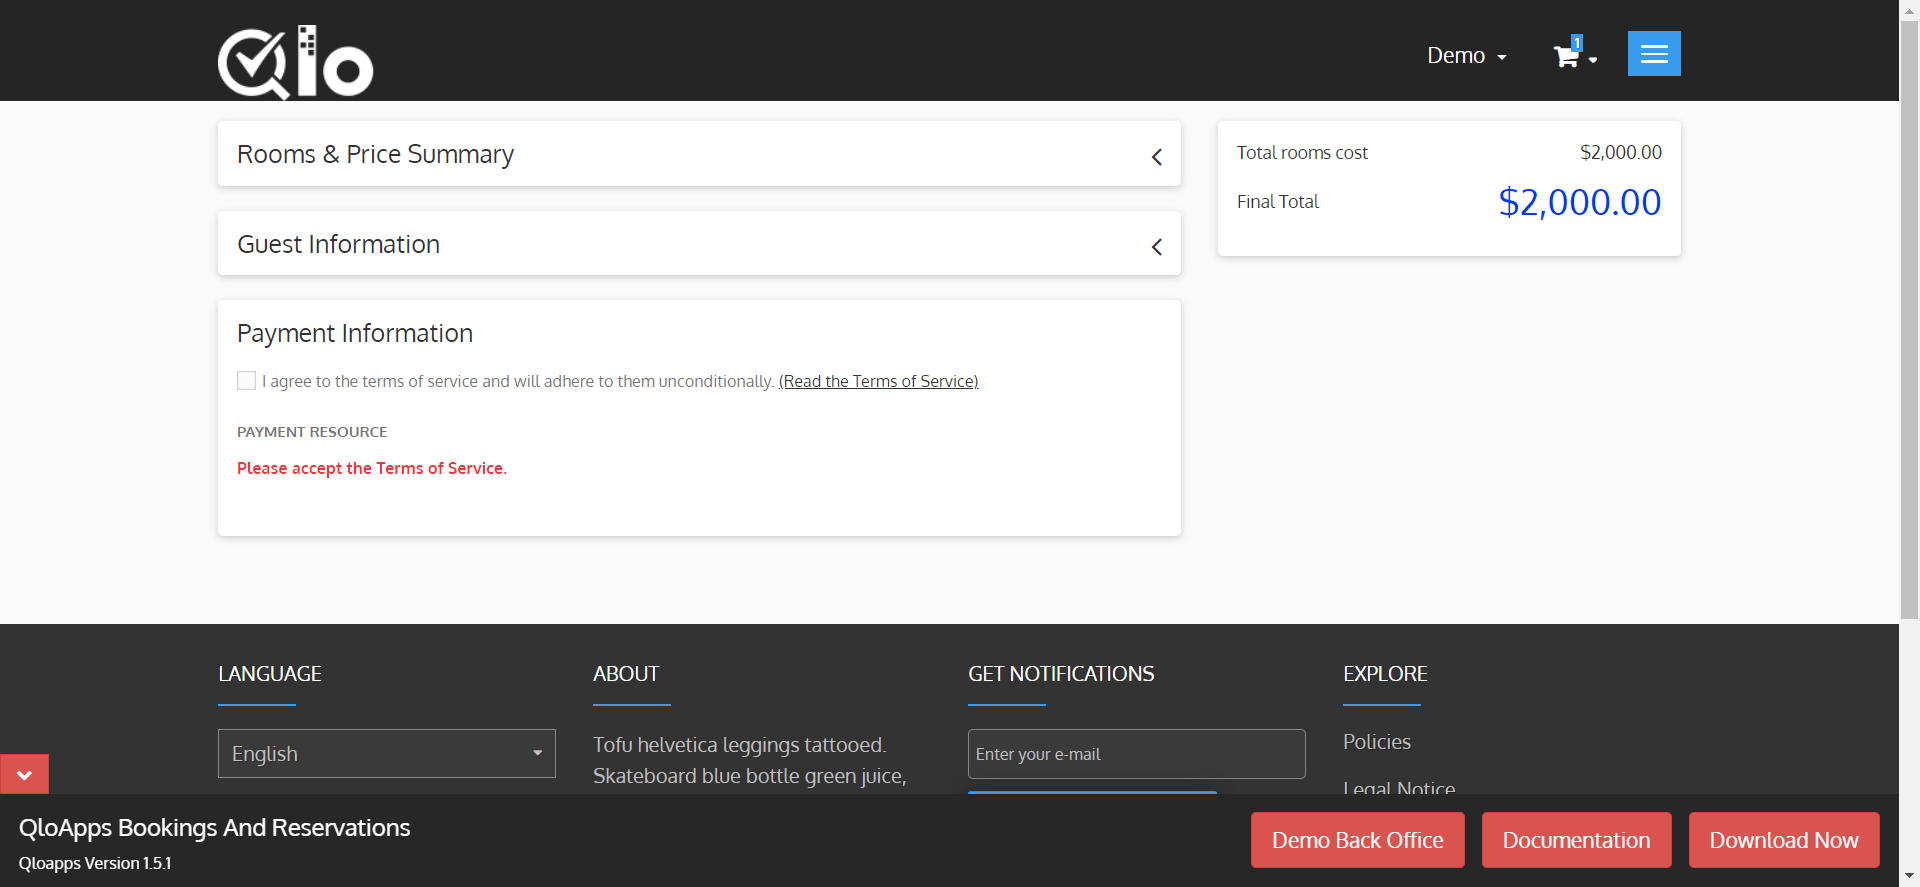 Qlo
Demo
1
Rooms & Price Summary
Total rooms cost
$2,000.00
Final Total
$2,000.00
Guest Information
Payment Information
I agree to the terms of service and will adhere to them unconditionally. (Read the Terms of Service)
PAYMENT RESOURCE
Please accept the Terms of Service.
LANGUAGE
English
ABOUT
Tofu helvetica leggings tattooed.
Skateboard blue bottle green juice,
GET NOTIFICATIONS
Enter your e-mail
EXPLORE
Policies
Legal Notice
QloApps Bookings And Reservations
Qloapps Version 1.5.1
Demo Back Office
Documentation
Download Now